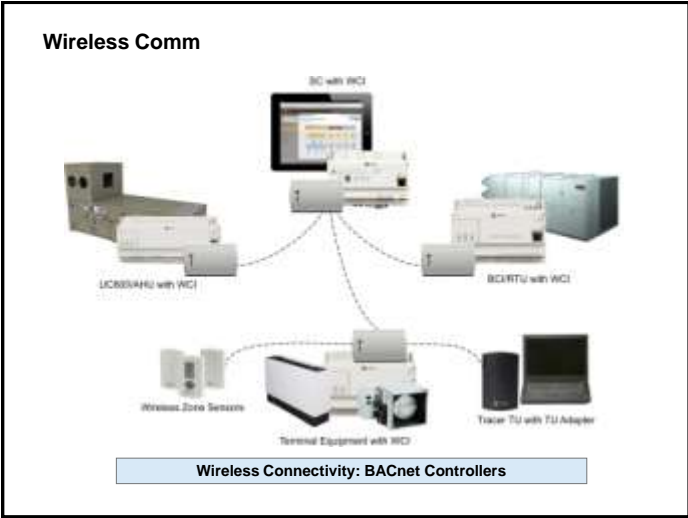 Wireless Comm
SC with WCI
UC600/AHU with WCI
BCI/RTU with WCI
Wireless Zone Sensors
Tracer TU with TU Adapter
Terminal Equipment with WCI
Wireless Connectivity: BACnet Controllers